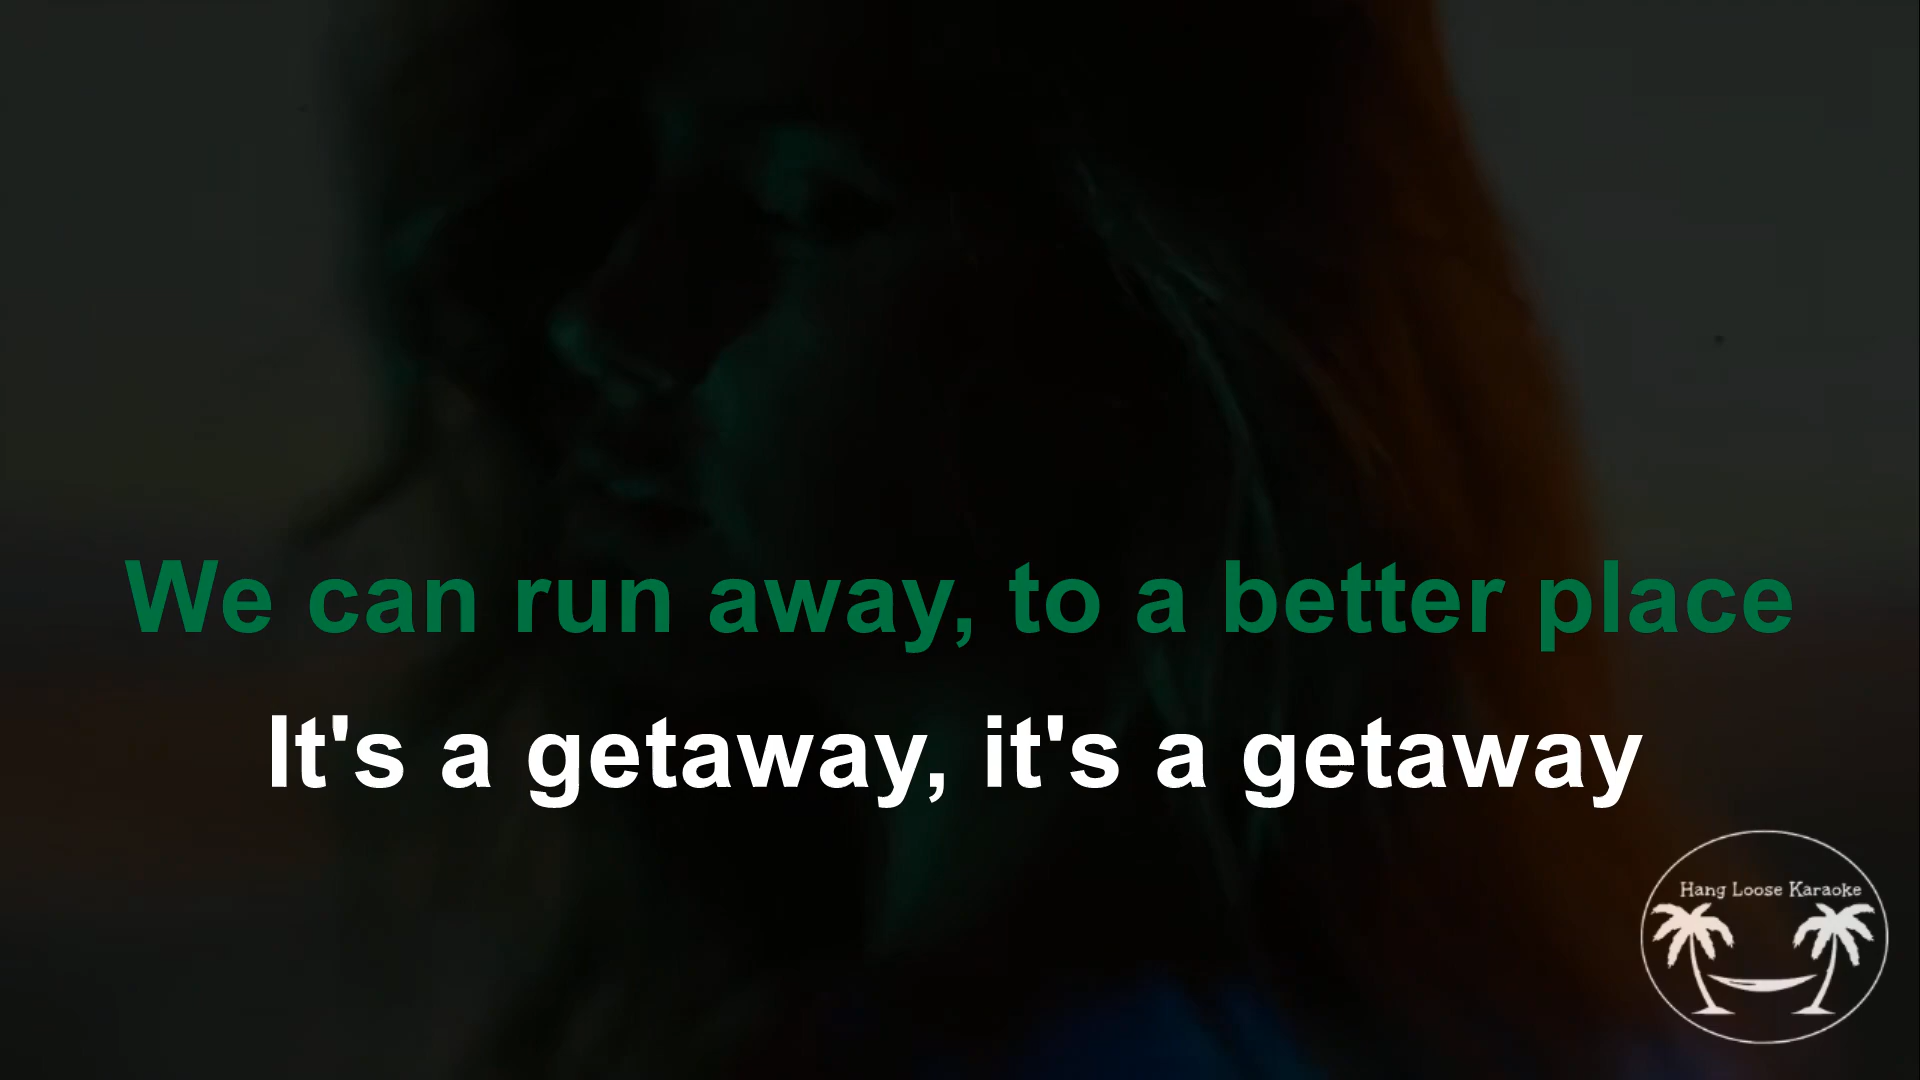 We can run away, to a better place
It's a getaway, it's a getaway
Hang Loose Karaoke